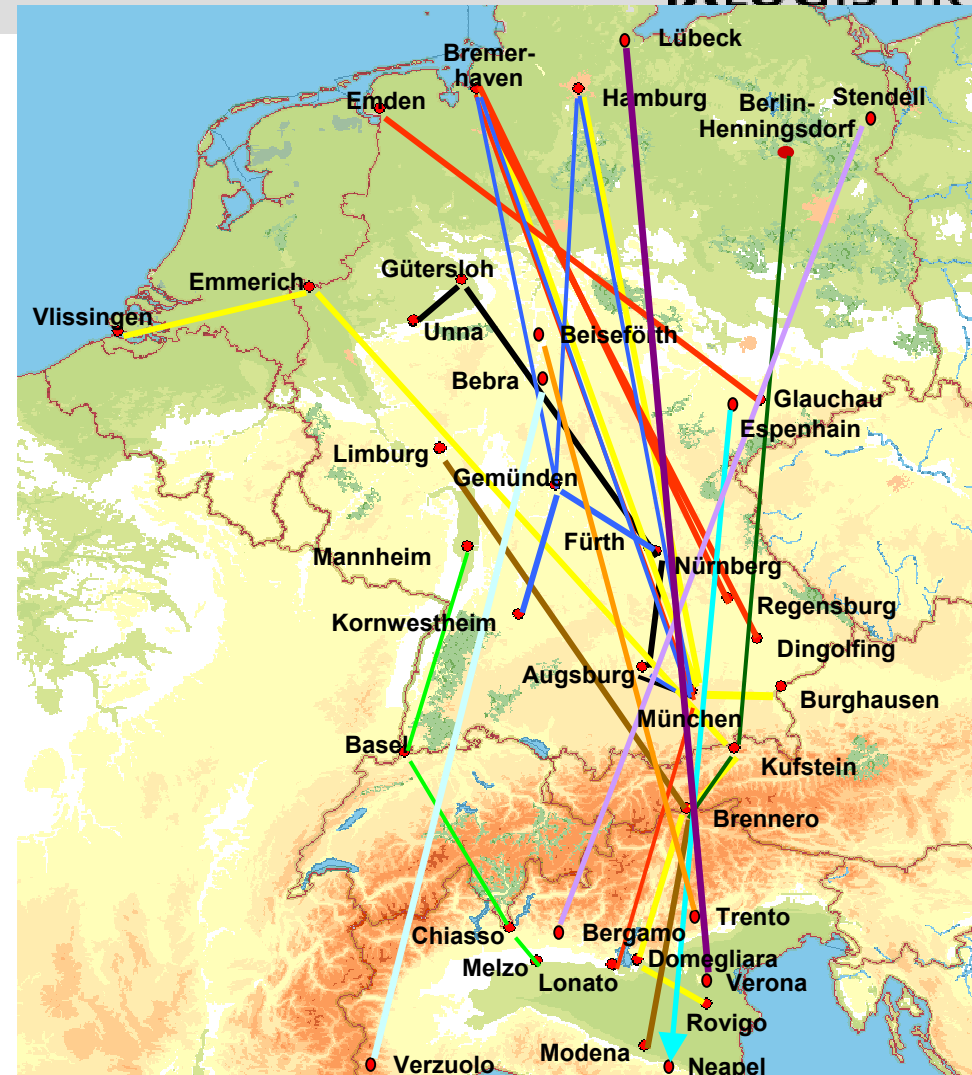 Lübeck
Bremer-
haven
Emden
Hamburg
Berlin-
Henningsdorf
Stendell
Emmerich
Gütersloh
Vlissingen
Unna
Beiseförth
Bebra
Glauchau
Espenhain
Limburg
Gemünden
Mannheim
Fürth
Nürnberg
Kornwestheim
Regensburg
Dingolfing
Augsburg
Burghausen
München
Basel
Kufstein
Brennero
Trento
Chiasso
Bergamo
Melzo
Domegliara
Lonato
Verona
Rovigo
Modena
Verzuolo
Neapel